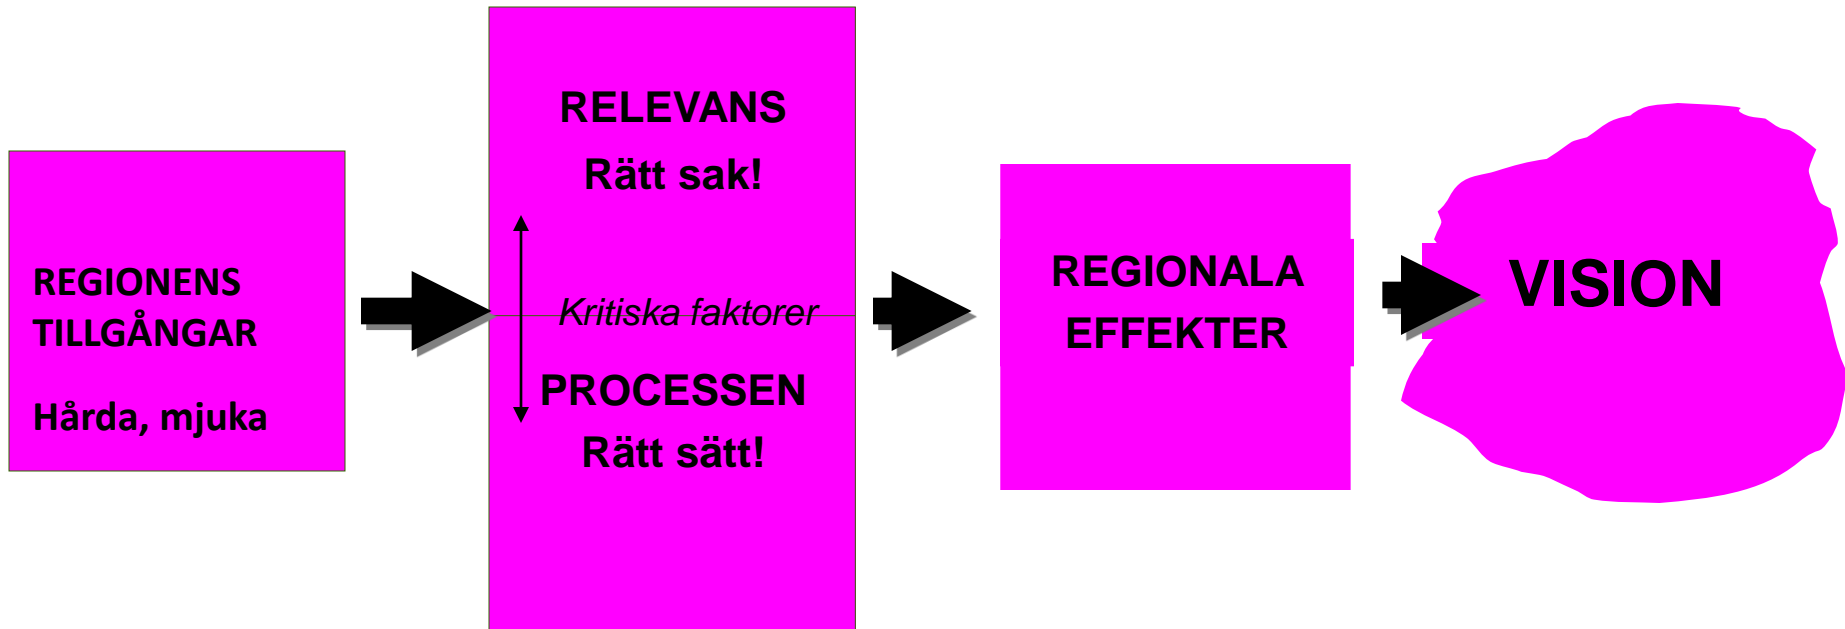 REGIONENS
TILLGÅNGAR
Hårda, mjuka
RELEVANS
Rätt sak!
Kritiska faktorer
PROCESSEN
Rätt sätt!
REGIONALA
EFFEKTER
VISION